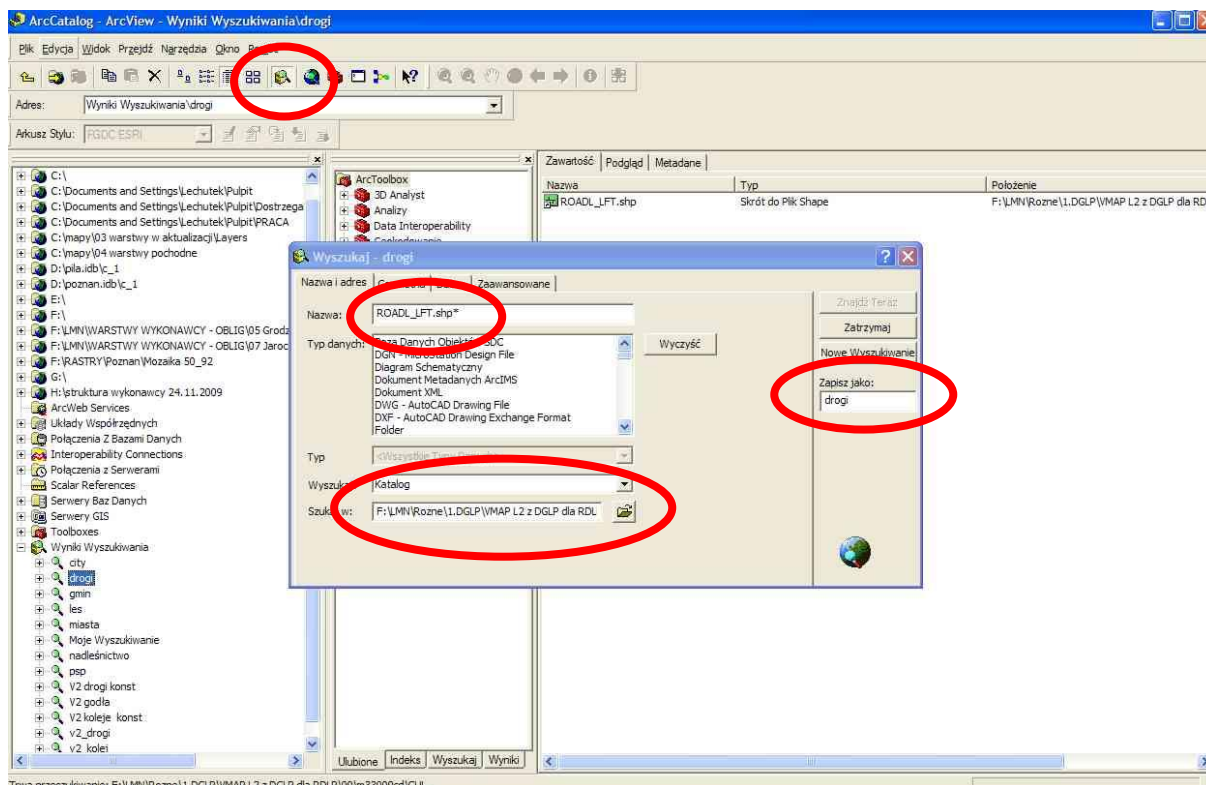 ArcCatalog - ArcView - Wyniki Wyszukiwania\drogi
Plik Edycja Widok Przejdź Narzędzia Okno
Adres: Wyniki Wyszukiwania\drogi
Arkusz Stylu: FGDC ESRI
C:\
C:\Documents and Settings\Lechutek\Pulpit
C:\Documents and Settings\Lechutek\Pulpit\Dostrzega
C:\Documents and Settings\Lechutek\Pulpit\PRACA
C:\mapy\03 warstwy w aktualizacji\Layers
C:\mapy\04 warstwy pochodne
D:\pila.idb\c_1
D:\poznan.idb\c_1
E:\
F:\
F:\LMN\WARSTWY WYKONAWCY - OBLIG\05 Grodz
F:\LMN\WARSTWY WYKONAWCY - OBLIG\07 Jaroc
F:\RASTRY\Poznan\Mozaika 50_92
G:\
H:\struktura wykonawcy 24.11.2009
ArcWeb Services
Układy Współrzędnych
Połączenia Z Bazami Danych
Interoperability Connections
Połączenia z Serwerami
Scalar References
Serwery Baz Danych
Serwery GIS
Toolboxes
Wyniki Wyszukiwania
city
drogi
gmin
les
miasta
Moje Wyszukiwanie
nadleśnictwo
psp
V2 drogi konst
V2 godła
V2 koleje konst
v2_drogi
v2 kolei
ArcToolbox
3D Analyst
Analizy
Data Interoperability
Geokodowanie
Ulubione Indeks Wyszukaj Wyniki
Zawartość Podgląd Metadane
Nazwa Typ Położenie
ROADL_LFT.shp Skrót do Plik Shape F:\LMN\Rozne\1.DGLP\VMAP L2 z DGLP dla RD
Wyszukaj - drogi
Nazwa i adres Zaawansowane
Nazwa: ROADL_LFT.shp*
Typ danych: Baza Danych Obiektów SDC
DGN - MicroStation Design File
Diagram Schematyczny
Dokument Metadanych ArcIMS
Dokument XML
DWG - AutoCAD Drawing File
DXF - AutoCAD Drawing Exchange Format
Folder
Wyczyść
Typ <Wszystkie Typy Danych>
Katalog
Szukaj w: F:\LMN\Rozne\1.DGLP\VMAP L2 z DGLP dla RDL
Znajdź Teraz
Zatrzymaj
Nowe Wyszukiwanie
Zapisz jako:
drogi